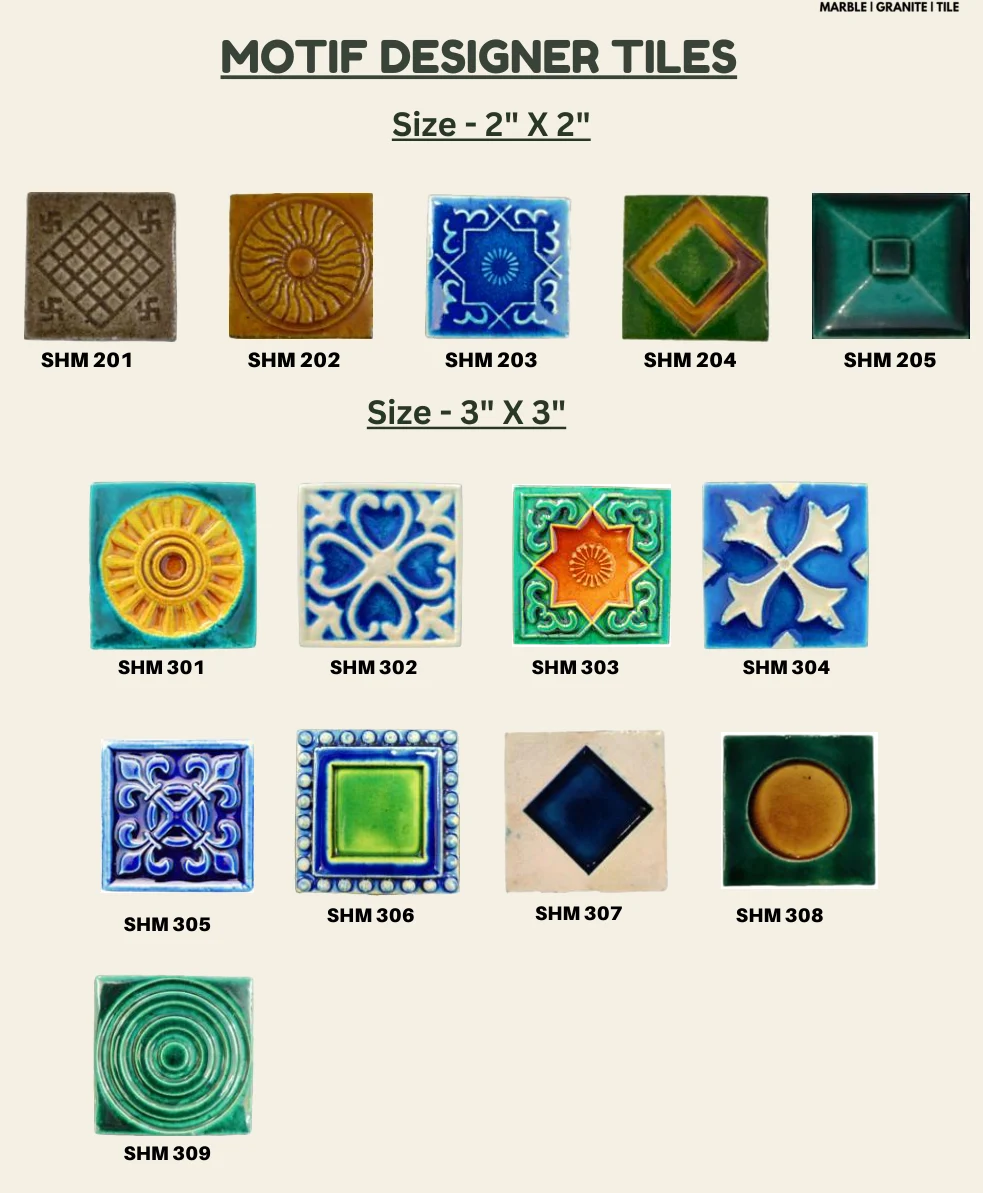 MARBLE | GRANITE | TILE
MOTIF DESIGNER TILES
Size - 2" X 2"
SHM 201 SHM 202 SHM 203 SHM 204 SHM 205
Size - 3" X 3"
SHM 301 SHM 302 SHM 303 SHM 304
SHM 305 SHM 306 SHM 307 SHM 308
SHM 309